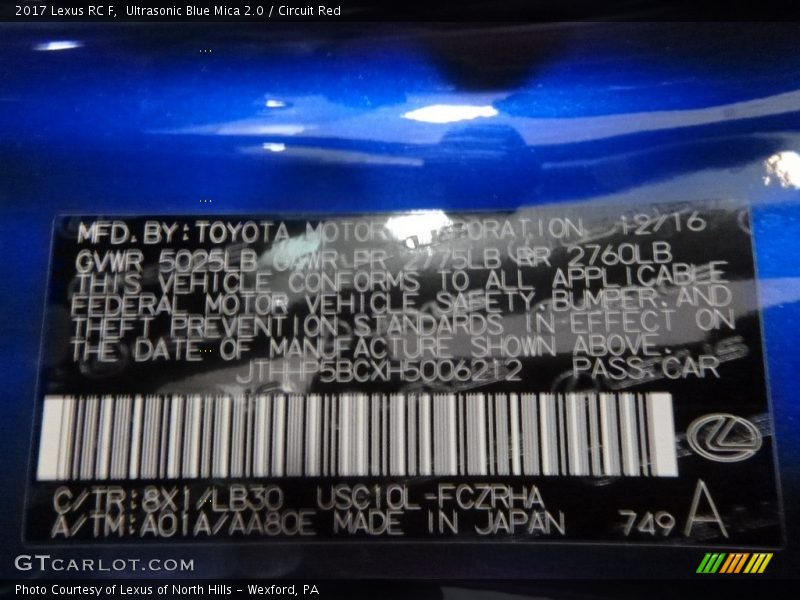 2017 Lexus RC F, Ultrasonic Blue Mica 2.0 / Circuit Red
MFD. BY: TOYOTA MOTOR CORPORATION 12/16
GVWR 5025LB GAWR FR 2775LB RR 2760LB
THIS VEHICLE CONFORMS TO ALL APPLICABLE
FEDERAL MOTOR VEHICLE SAFETY, BUMPER, AND
THEFT PREVENTION STANDARDS IN EFFECT ON
THE DATE OF MANUFACTURE SHOWN ABOVE.
JTHHP5BCXH5006212 PASS. CAR
C/TR: 8X1/LB30 USC10L-FCZRHA
A/TM: A01A/AA80E MADE IN JAPAN 749 A
GTCARLOT.COM
Photo Courtesy of Lexus of North Hills - Wexford, PA